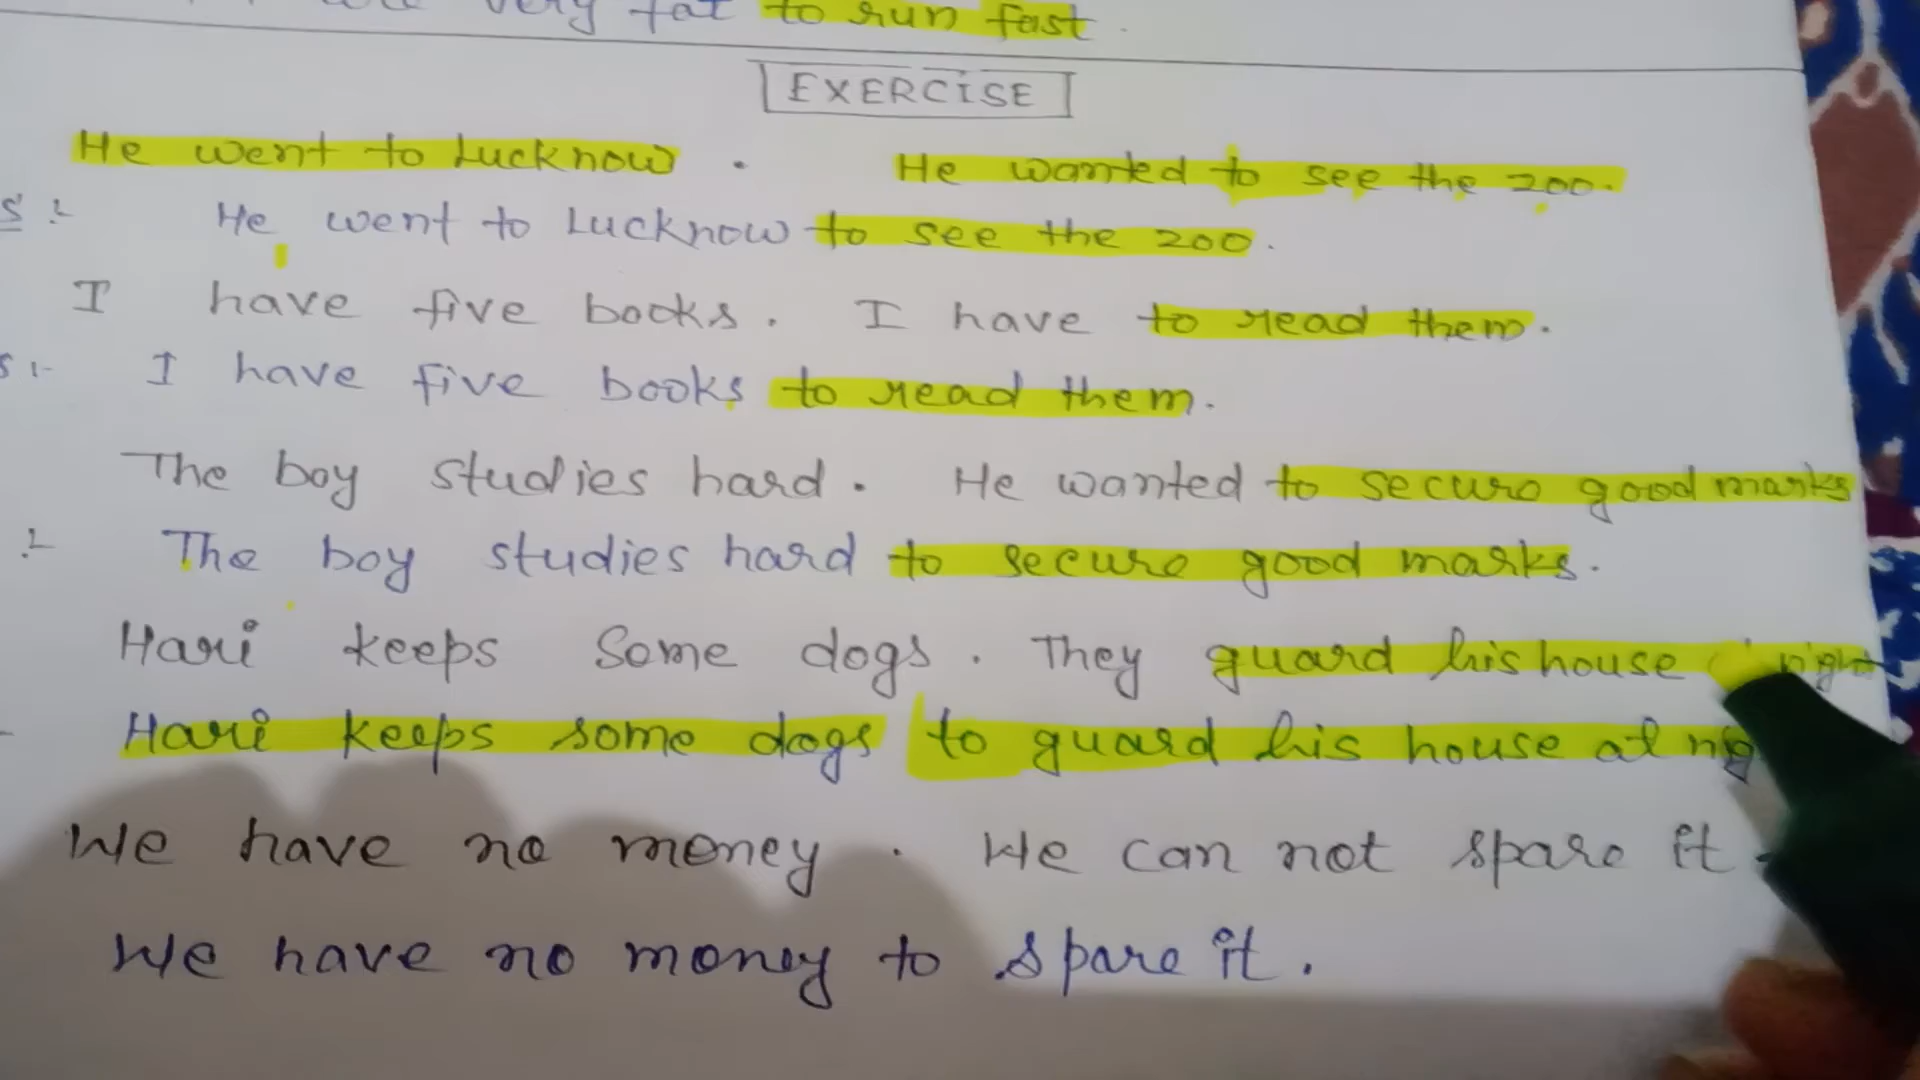 very fat to run fast.
EXERCISE
He went to Lucknow. He wanted to see the zoo.
S :- He went to Lucknow to see the zoo.
I have five books. I have to read them.
S :- I have five books to read them.
The boy studies hard. He wanted to secure good marks
:- The boy studies hard to secure good marks.
Hari keeps some dogs. They guard his house night
Hari keeps some dogs to guard his house at
We have no money. We can not spare it.
We have no money to spare it.